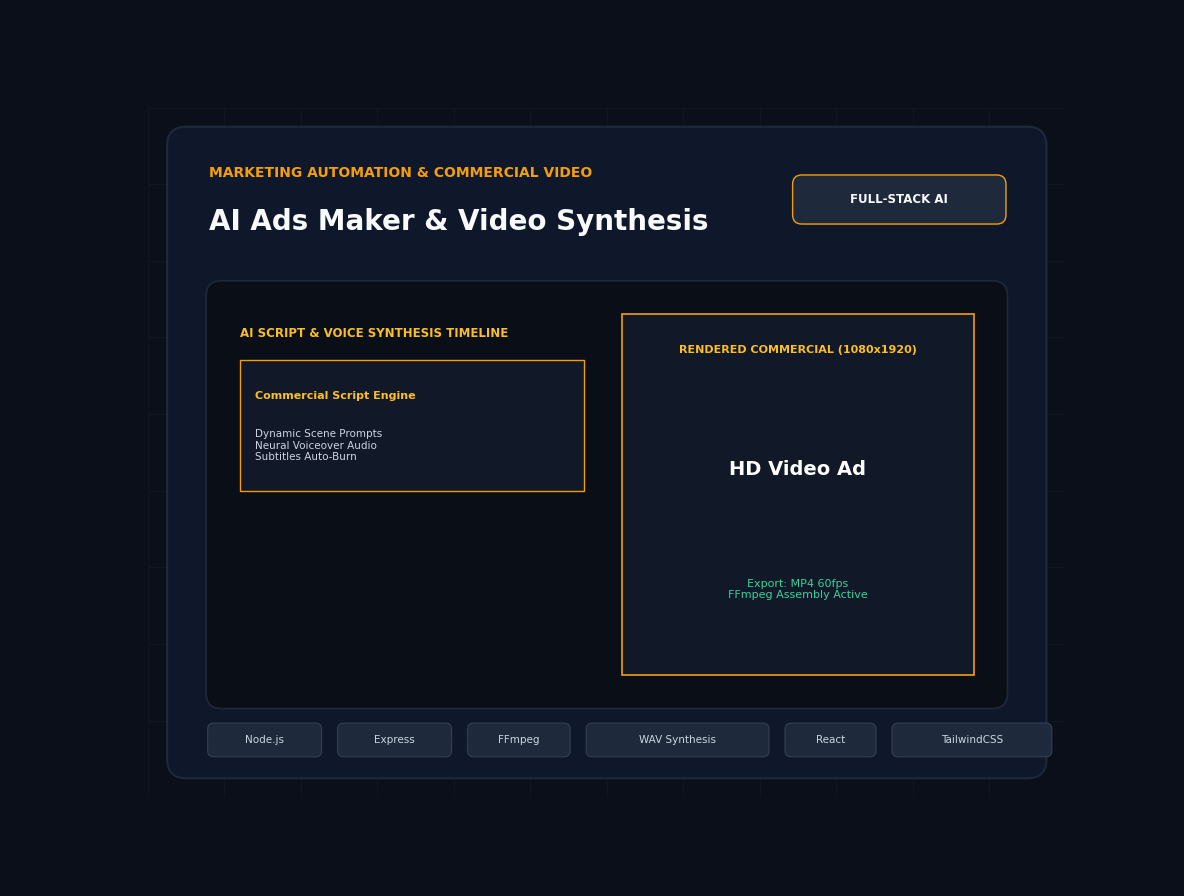 MARKETING AUTOMATION & COMMERCIAL VIDEO
AI Ads Maker & Video Synthesis
FULL-STACK AI
AI SCRIPT & VOICE SYNTHESIS TIMELINE
Commercial Script Engine
Dynamic Scene Prompts
Neural Voiceover Audio
Subtitles Auto-Burn
RENDERED COMMERCIAL (1080x1920)
HD Video Ad
Export: MP4 60fps
FFmpeg Assembly Active
Node.js
Express
FFmpeg
WAV Synthesis
React
TailwindCSS